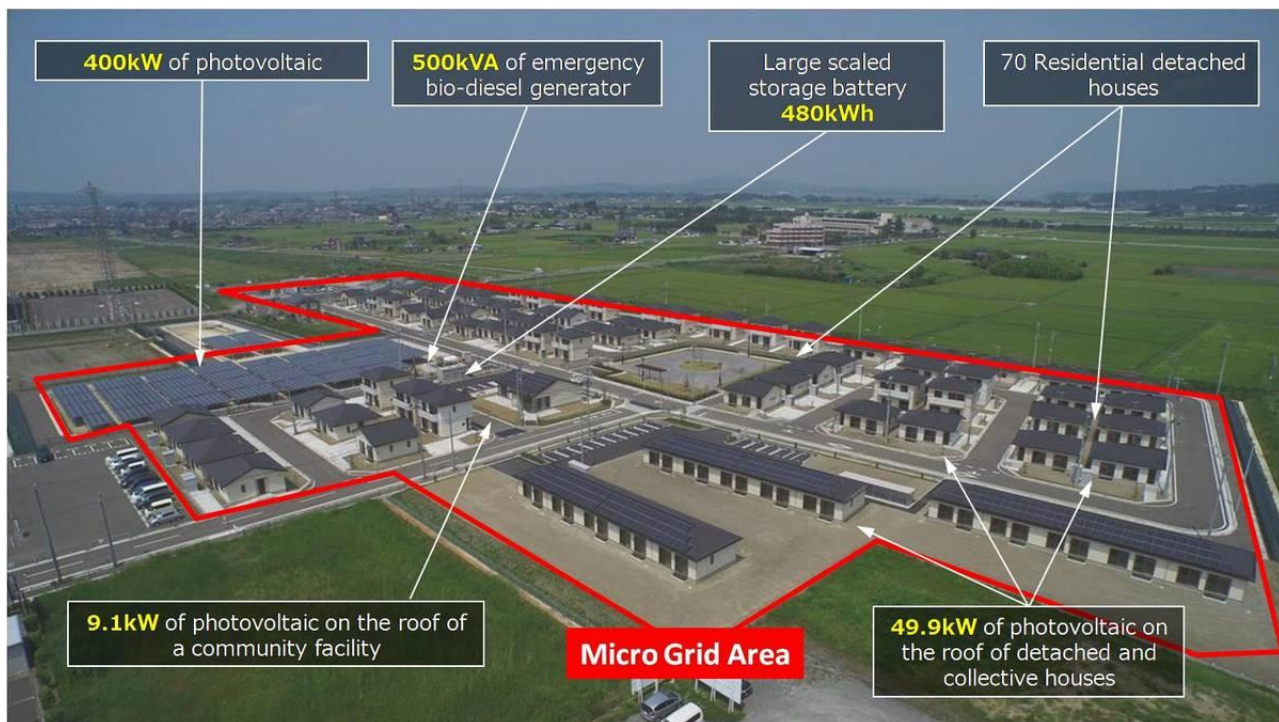 400kW of photovoltaic
500kVA of emergency
bio-diesel generator
Large scaled
storage battery
480kWh
70 Residential detached
houses
9.1kW of photovoltaic on the roof of
a community facility
Micro Grid Area
49.9kW of photovoltaic on
the roof of detached and
collective houses